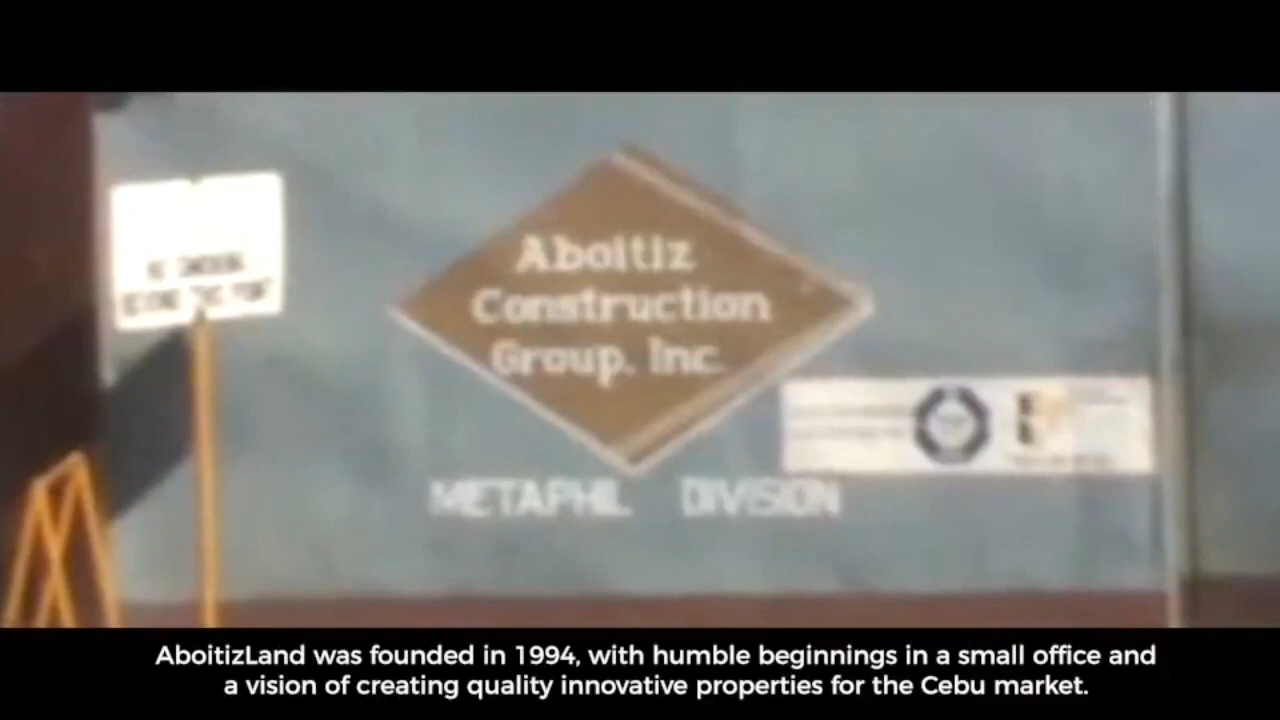 Aboitiz
Construction
Group. Inc.
METAPHIL DIVISION
AboitizLand was founded in 1994, with humble beginnings in a small office and
a vision of creating quality innovative properties for the Cebu market.